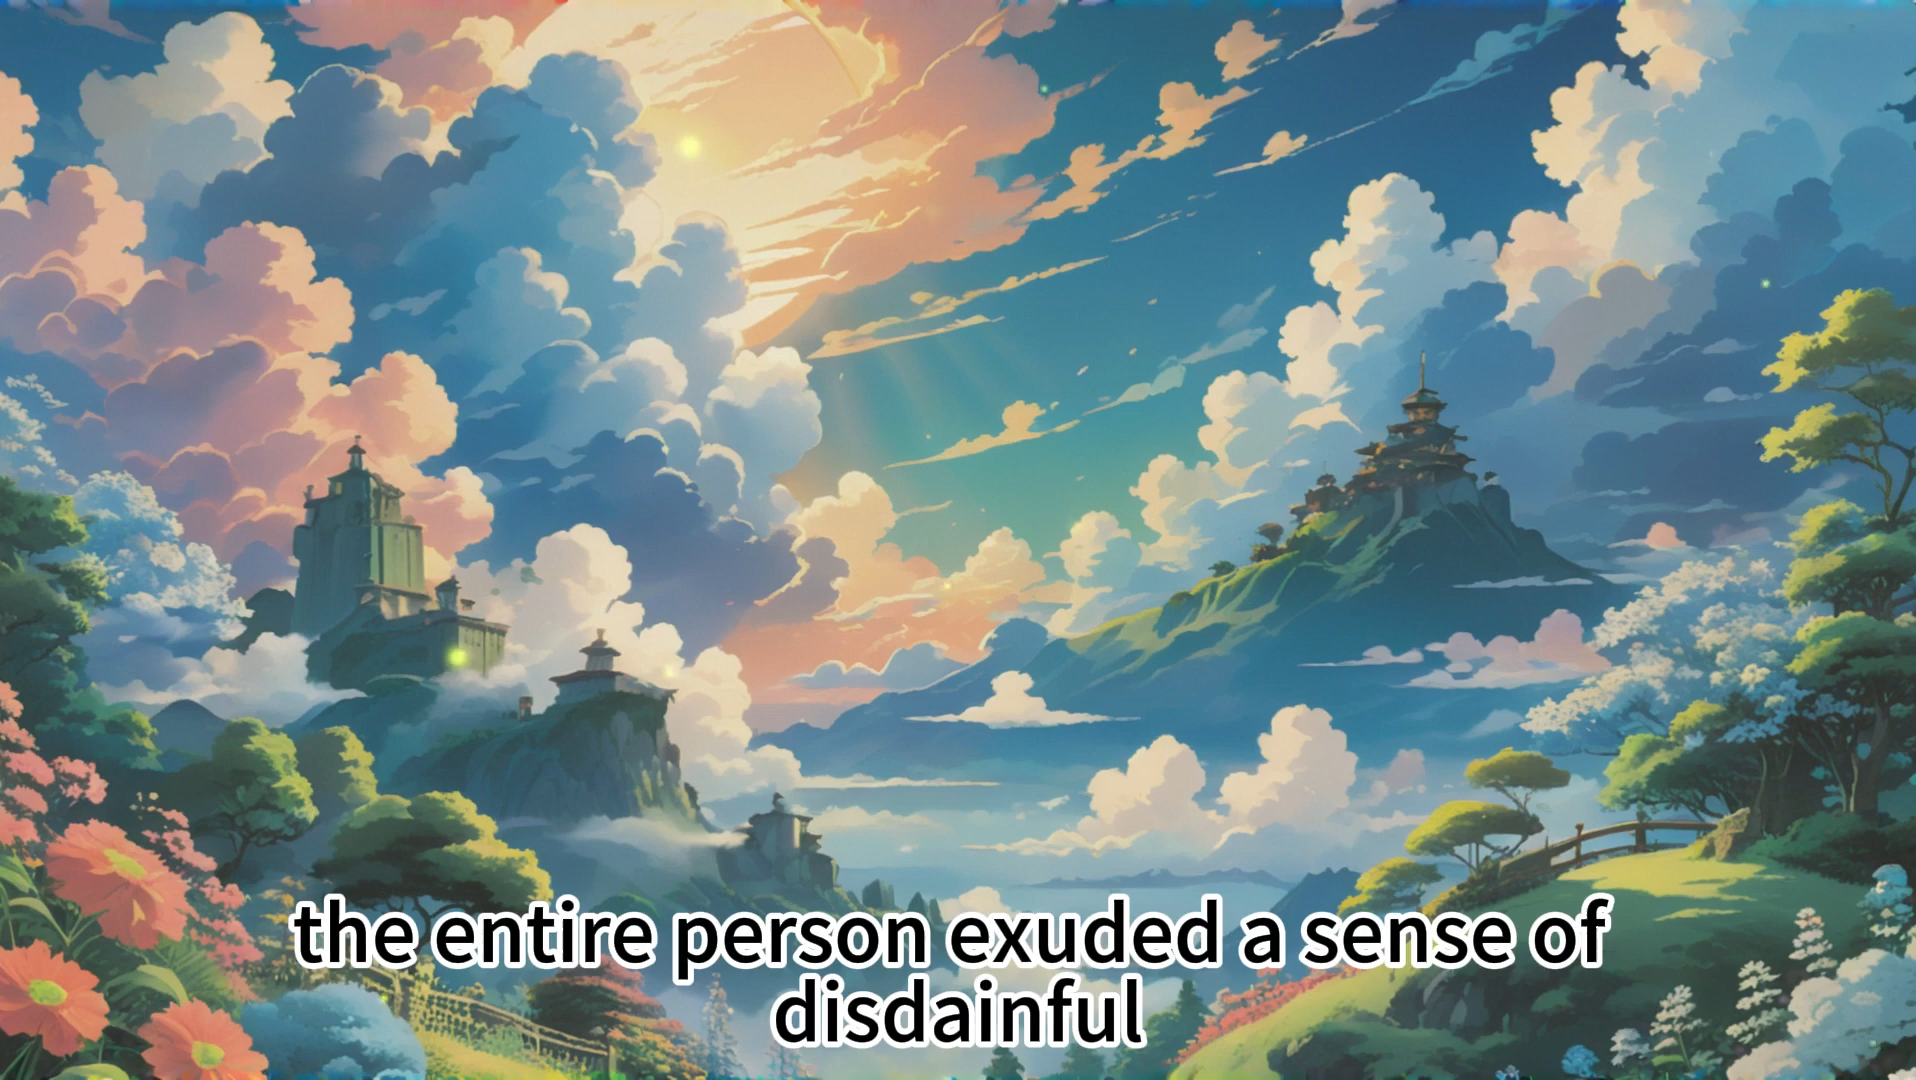 the entire person exuded a sense of
disdainful